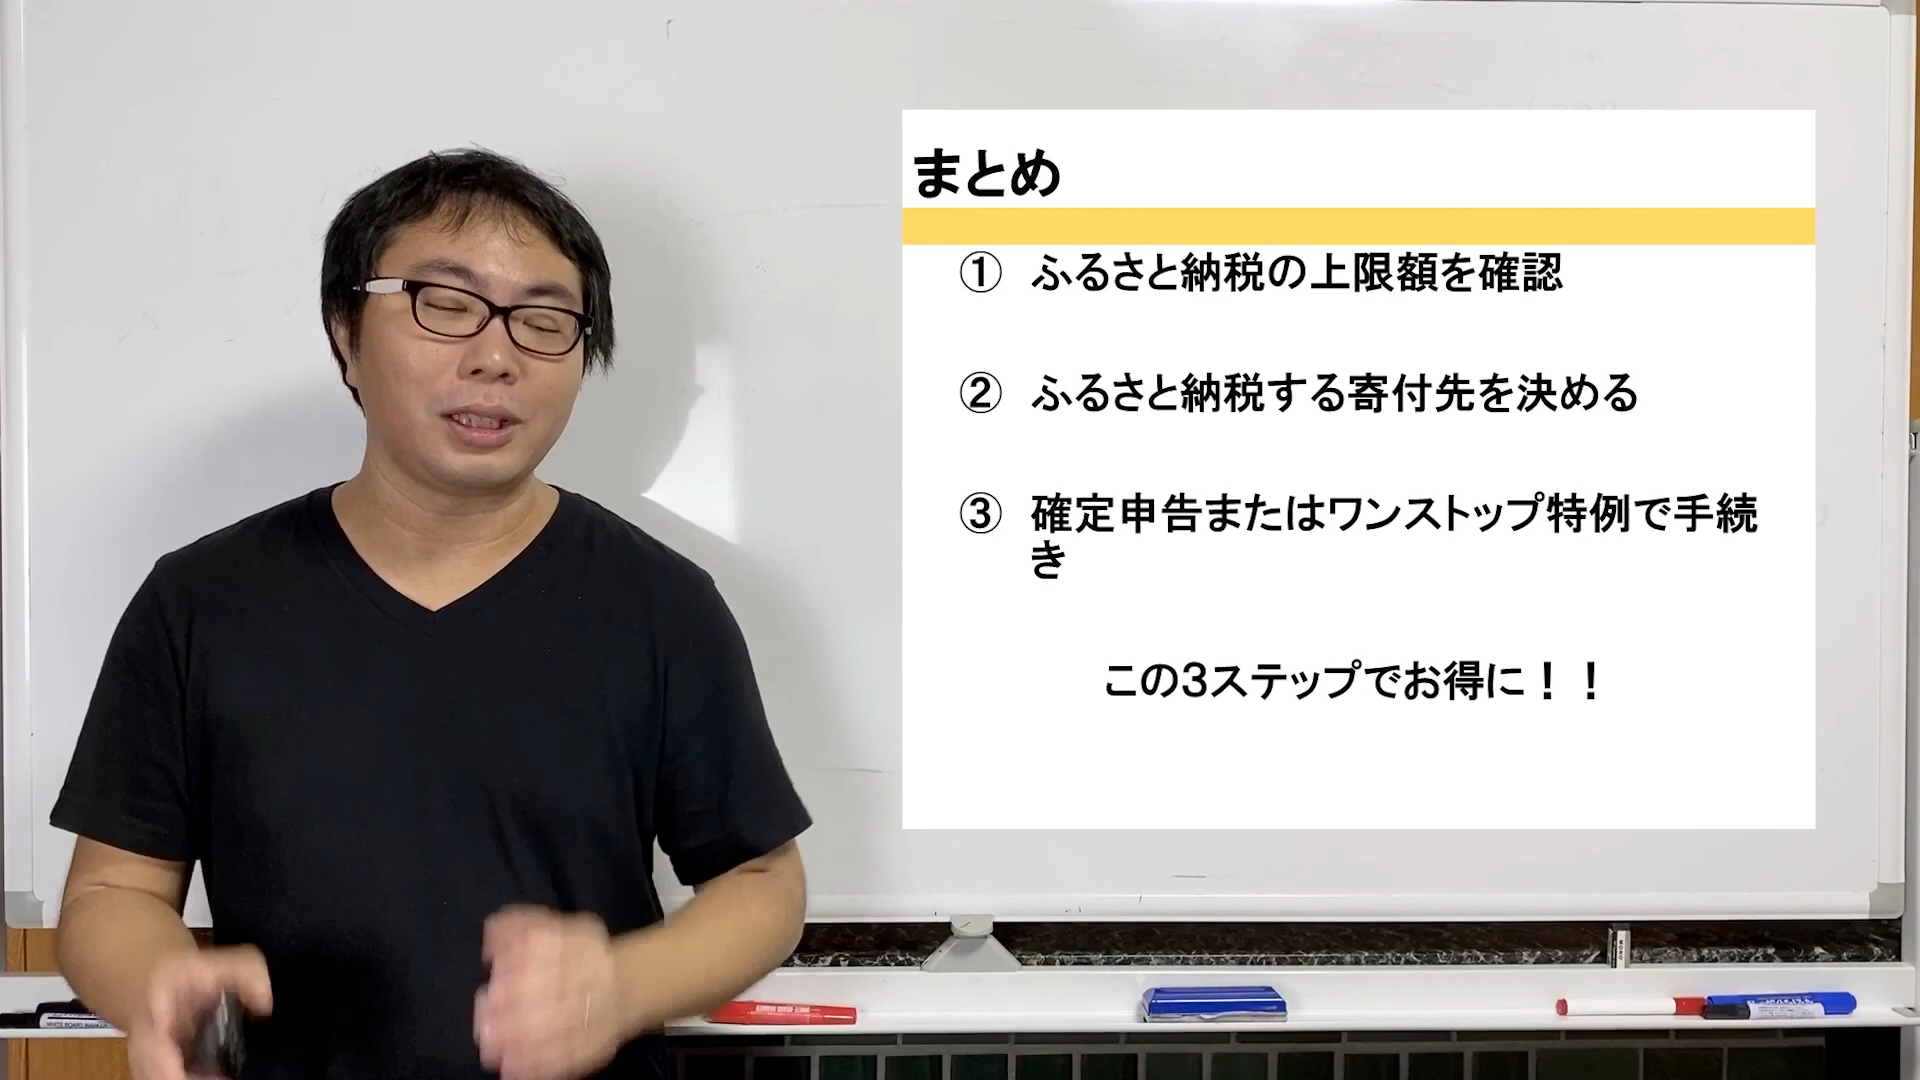 まとめ
① ふるさと納税の上限額を確認
② ふるさと納税する寄付先を決める
③ 確定申告またはワンストップ特例で手続
き
この3ステップでお得に！！
WHITE BOARD MARKER